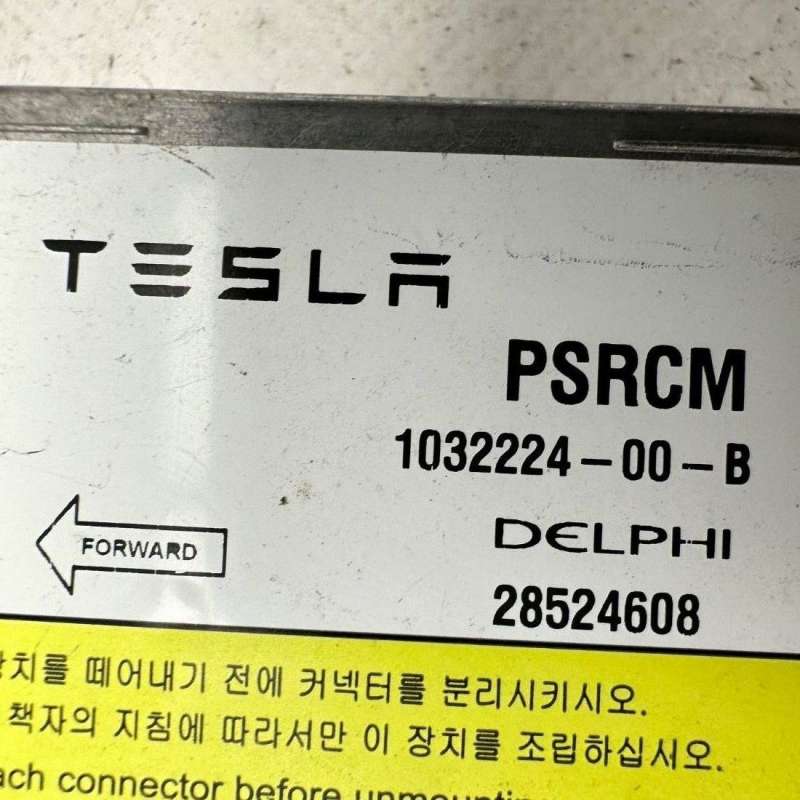 TESLA
PSRCM
1032224-00-B
DELPHI
FORWARD
28524608
장치를 떼어내기 전에 커넥터를 분리시키시오.
책자의 지침에 따라서만 이 장치를 조립하십서오.
connector before